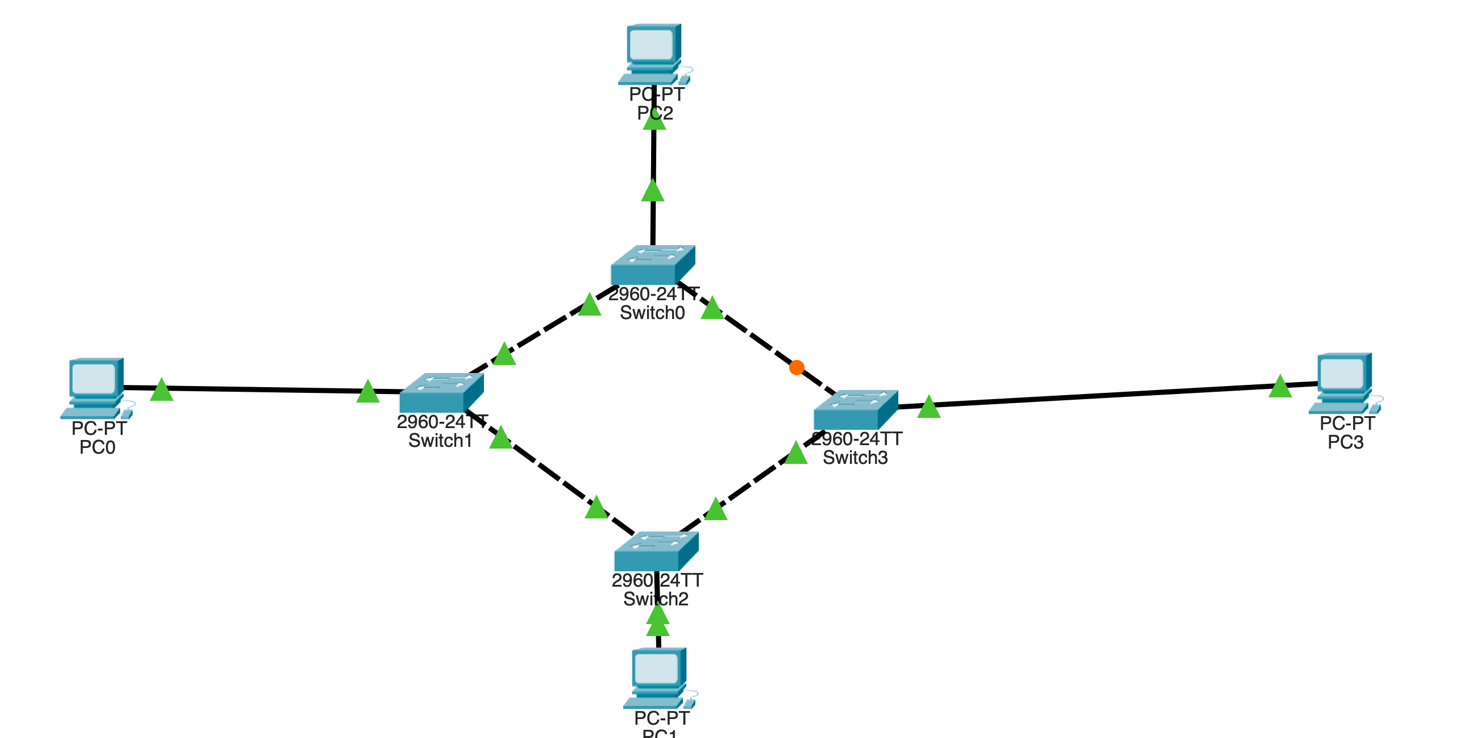 PC-PT
PC2
2960-24TT
Switch0
PC-PT
PC0
2960-24TT
Switch1
2960-24TT
Switch3
PC-PT
PC3
2960-24TT
Switch2
PC-PT
PC1